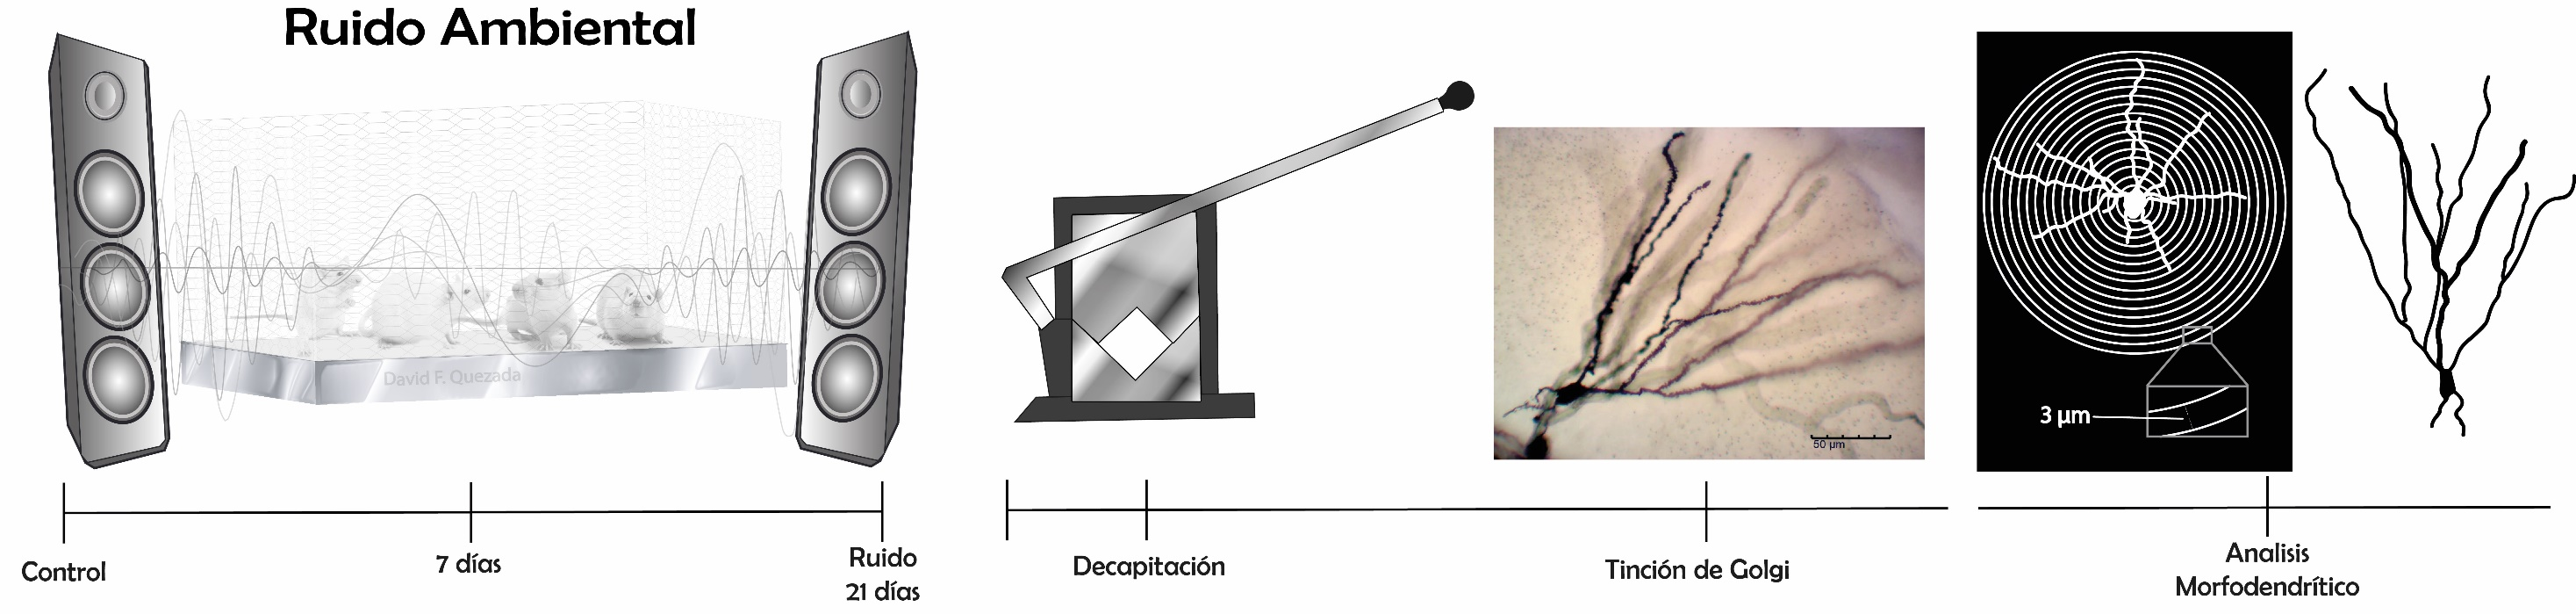 Ruido Ambiental
David F. Quezada
50 µm
3 µm
Control
7 días
Ruido
21 días
Decapitación
Tinción de Golgi
Analisis
Morfodendrítico